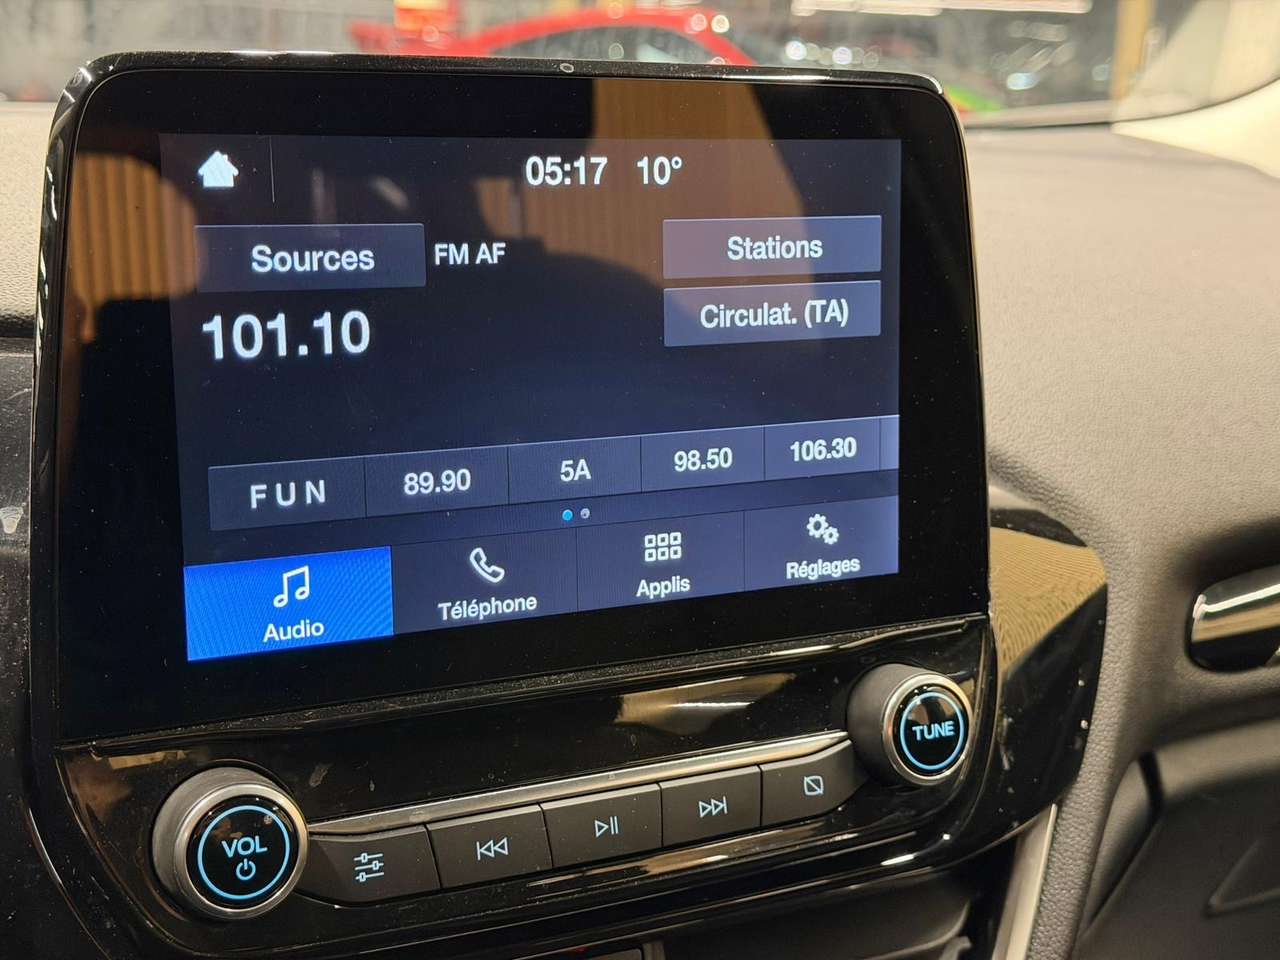 05:17 10°
Sources FM AF Stations
101.10 Circulat. (TA)
FUN 89.90 5A 98.50 106.30
Audio Téléphone Applis Réglages
TUNE
VOL